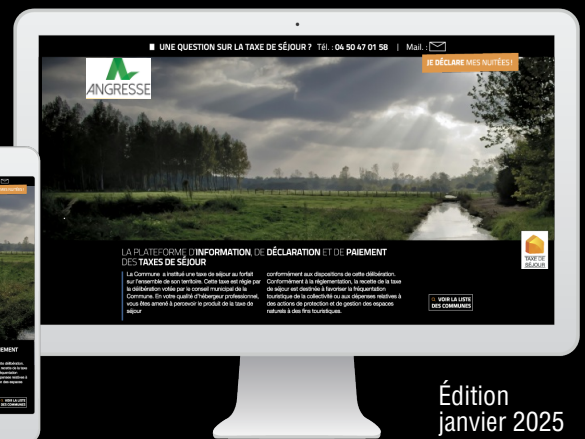 UNE QUESTION SUR LA TAXE DE SÉJOUR ? Tél. : 04 50 47 01 58 | Mail. :
JE DÉCLARE MES NUITÉES !
ANGRESSE
LA PLATEFORME D'INFORMATION, DE DÉCLARATION ET DE PAIEMENT
DES TAXES DE SÉJOUR
La Commune a institué une taxe de séjour au forfait
sur l'ensemble de son territoire. Cette taxe est régie par
la délibération votée par le conseil municipal de la
Commune. En votre qualité d'hébergeur professionnel,
vous êtes amené à percevoir le produit de la taxe de
séjour
conformément aux dispositions de cette délibération.
Conformément à la réglementation, la recette de la taxe
de séjour est destinée à favoriser la fréquentation
touristique de la collectivité ou aux dépenses relatives à
des actions de protection et de gestion des espaces
naturels à des fins touristiques.
TAXE DE
SÉJOUR
VOIR LA LISTE
DES COMMUNES
EMENT
VOIR LA LISTE
DES COMMUNES
Édition
janvier 2025